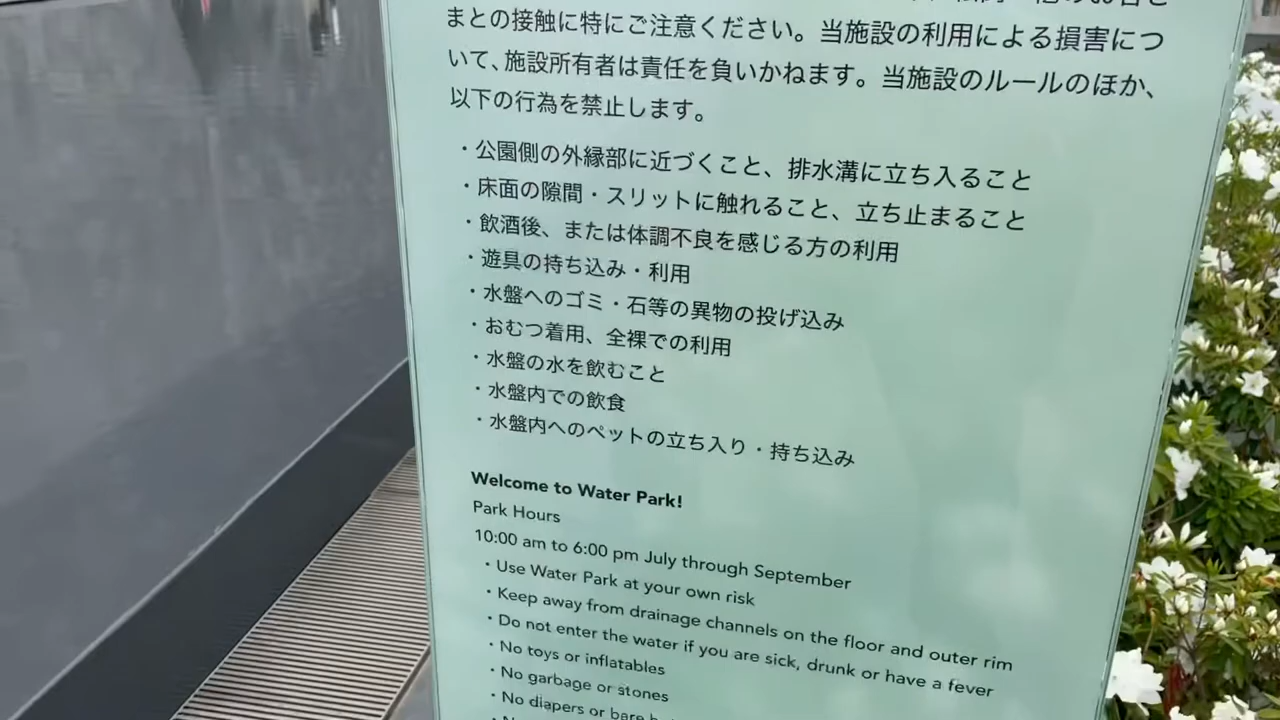 まとの接触に特にご注意ください。当施設の利用による損害につ
いて、施設所有者は責任を負いかねます。当施設のルールのほか、
以下の行為を禁止します。
・公園側の外縁部に近づくこと、排水溝に立ち入ること
・床面の隙間・スリットに触れること、立ち止まること
・飲酒後、または体調不良を感じる方の利用
・遊具の持ち込み・利用
・水盤へのゴミ・石等の異物の投げ込み
・おむつ着用、全裸での利用
・水盤の水を飲むこと
・水盤内での飲食
・水盤内へのペットの立ち入り・持ち込み
Welcome to Water Park!
Park Hours
10:00 am to 6:00 pm July through September
・Use Water Park at your own risk
・Keep away from drainage channels on the floor and outer rim
・Do not enter the water if you are sick, drunk or have a fever
・No toys or inflatables
・No garbage or stones
・No diapers or bare